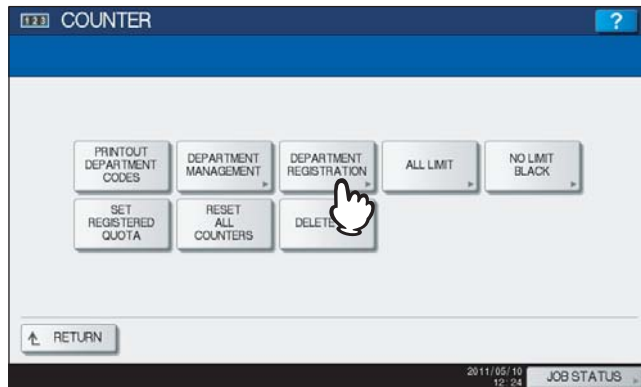 123 COUNTER
?
PRINTOUT
DEPARTMENT
CODES
DEPARTMENT
MANAGEMENT
DEPARTMENT
REGISTRATION
ALL LIMIT
NO LIMIT
BLACK
SET
REGISTERED
QUOTA
RESET
ALL
COUNTERS
DELETE
RETURN
2011/05/10
12:24
JOB STATUS